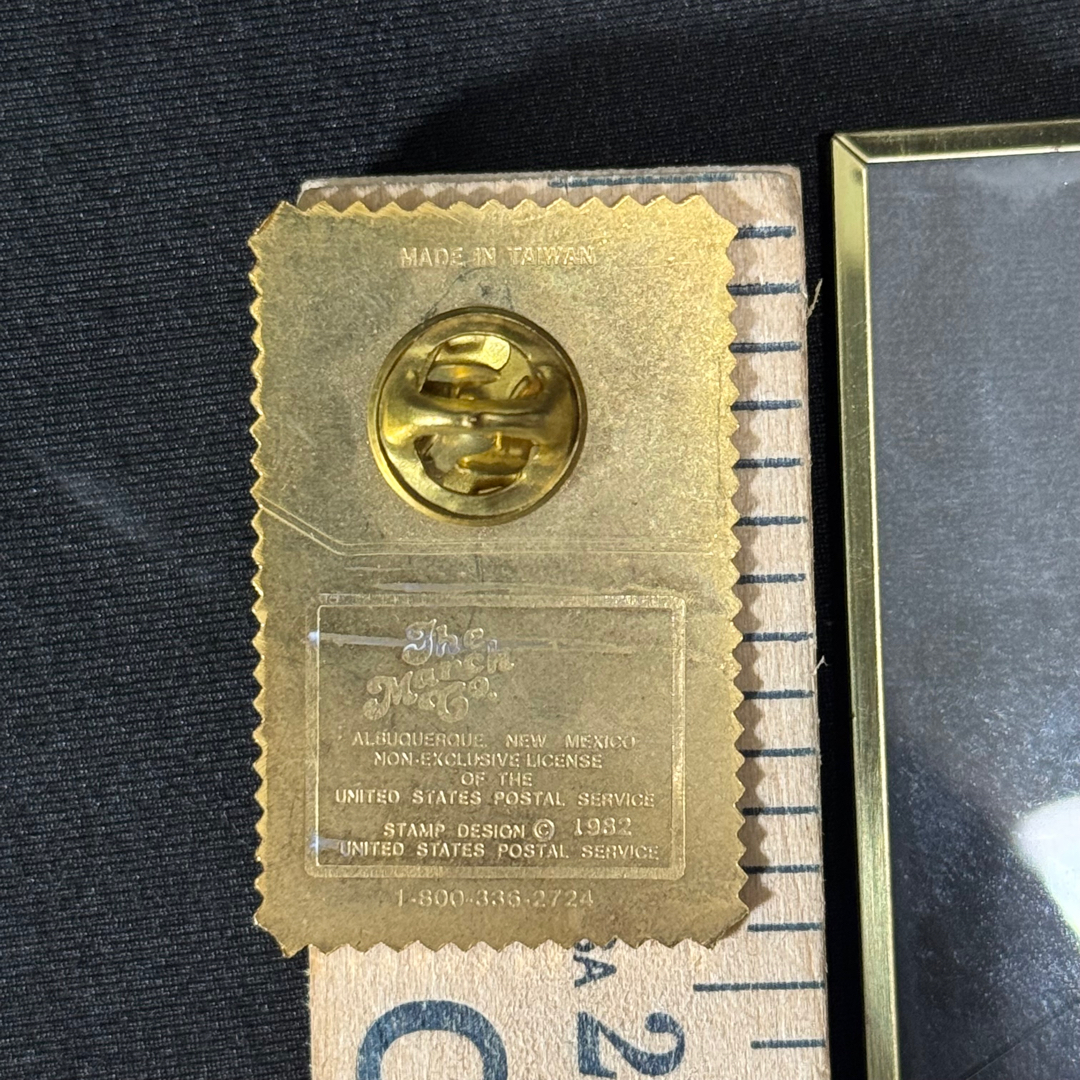 MADE IN TAIWAN
The
March
Co.
ALBUQUERQUE, NEW MEXICO
NON-EXCLUSIVE LICENSE
OF THE
UNITED STATES POSTAL SERVICE
STAMP DESIGN © 1982
UNITED STATES POSTAL SERVICE
1-800-336-2724
2